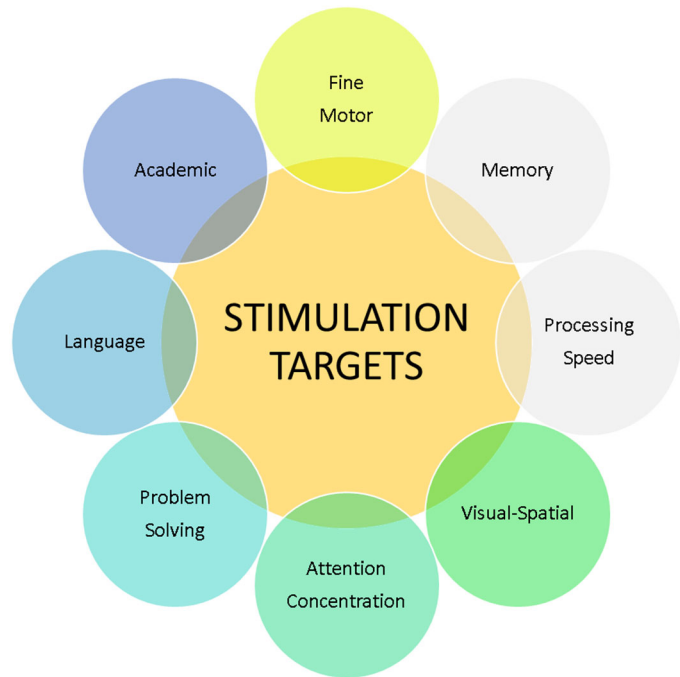 Fine
Motor
Academic
Memory
STIMULATION
TARGETS
Language
Processing
Speed
Problem
Solving
Visual-Spatial
Attention
Concentration